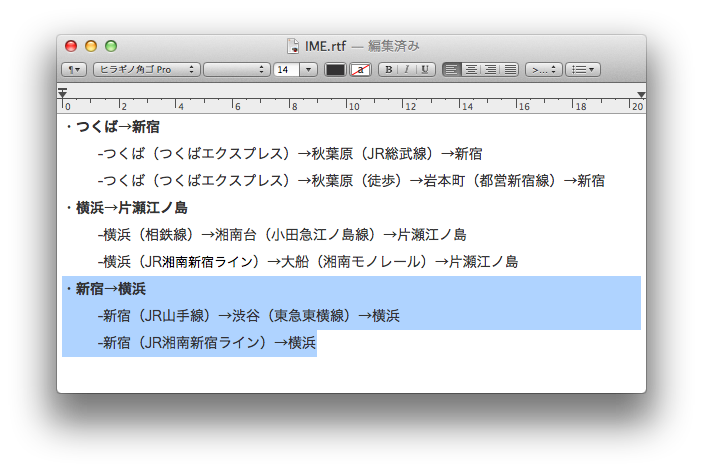 IME.rtf — 編集済み
¶ ヒラギノ角ゴ Pro 14 a B I U >...
0 2 4 6 8 10 12 14 16 18 20
・つくば→新宿
-つくば（つくばエクスプレス）→秋葉原（JR総武線）→新宿
-つくば（つくばエクスプレス）→秋葉原（徒歩）→岩本町（都営新宿線）→新宿
・横浜→片瀬江ノ島
-横浜（相鉄線）→湘南台（小田急江ノ島線）→片瀬江ノ島
-横浜（JR湘南新宿ライン）→大船（湘南モノレール）→片瀬江ノ島
・新宿→横浜
-新宿（JR山手線）→渋谷（東急東横線）→横浜
-新宿（JR湘南新宿ライン）→横浜